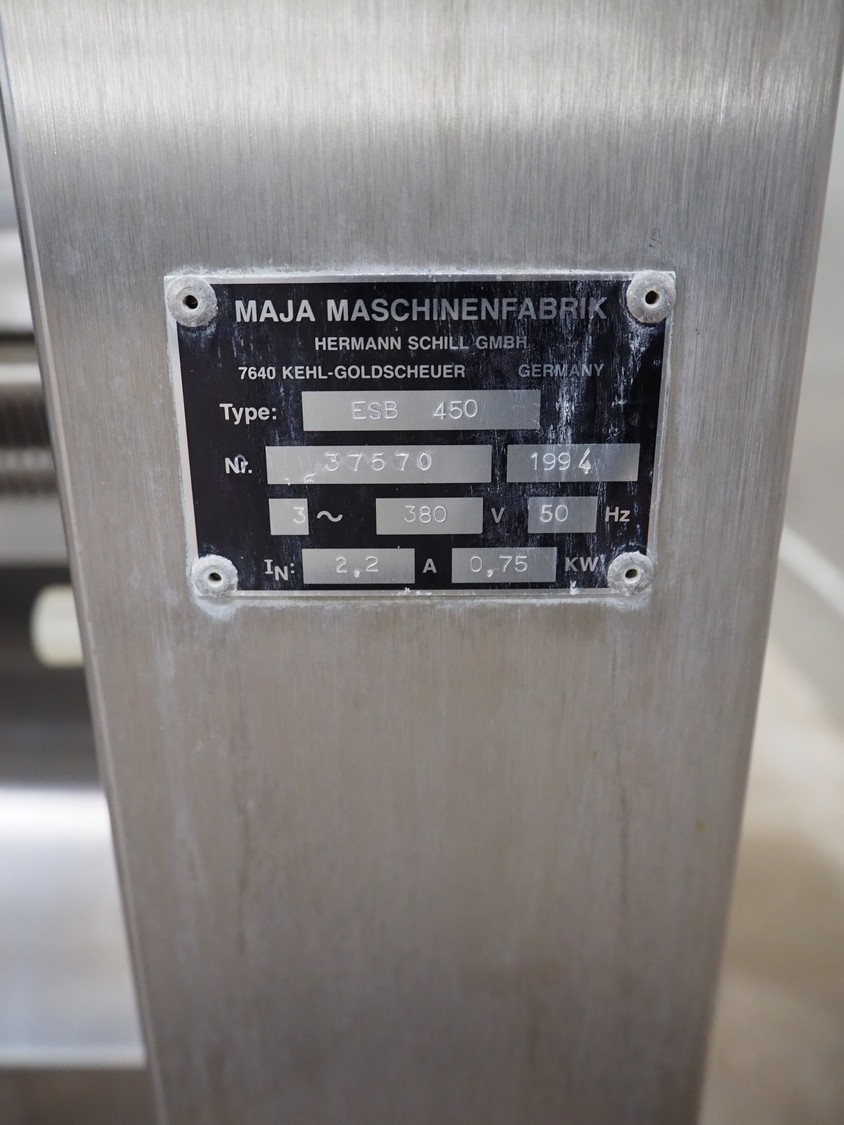 MAJA MASCHINENFABRIK
HERMANN SCHILL GMBH
7640 KEHL-GOLDSCHEUER GERMANY
Type: ESB 450
Nr. 37570 1994
3 ~ 380 V 50 Hz
IN: 2,2 A 0,75 KW